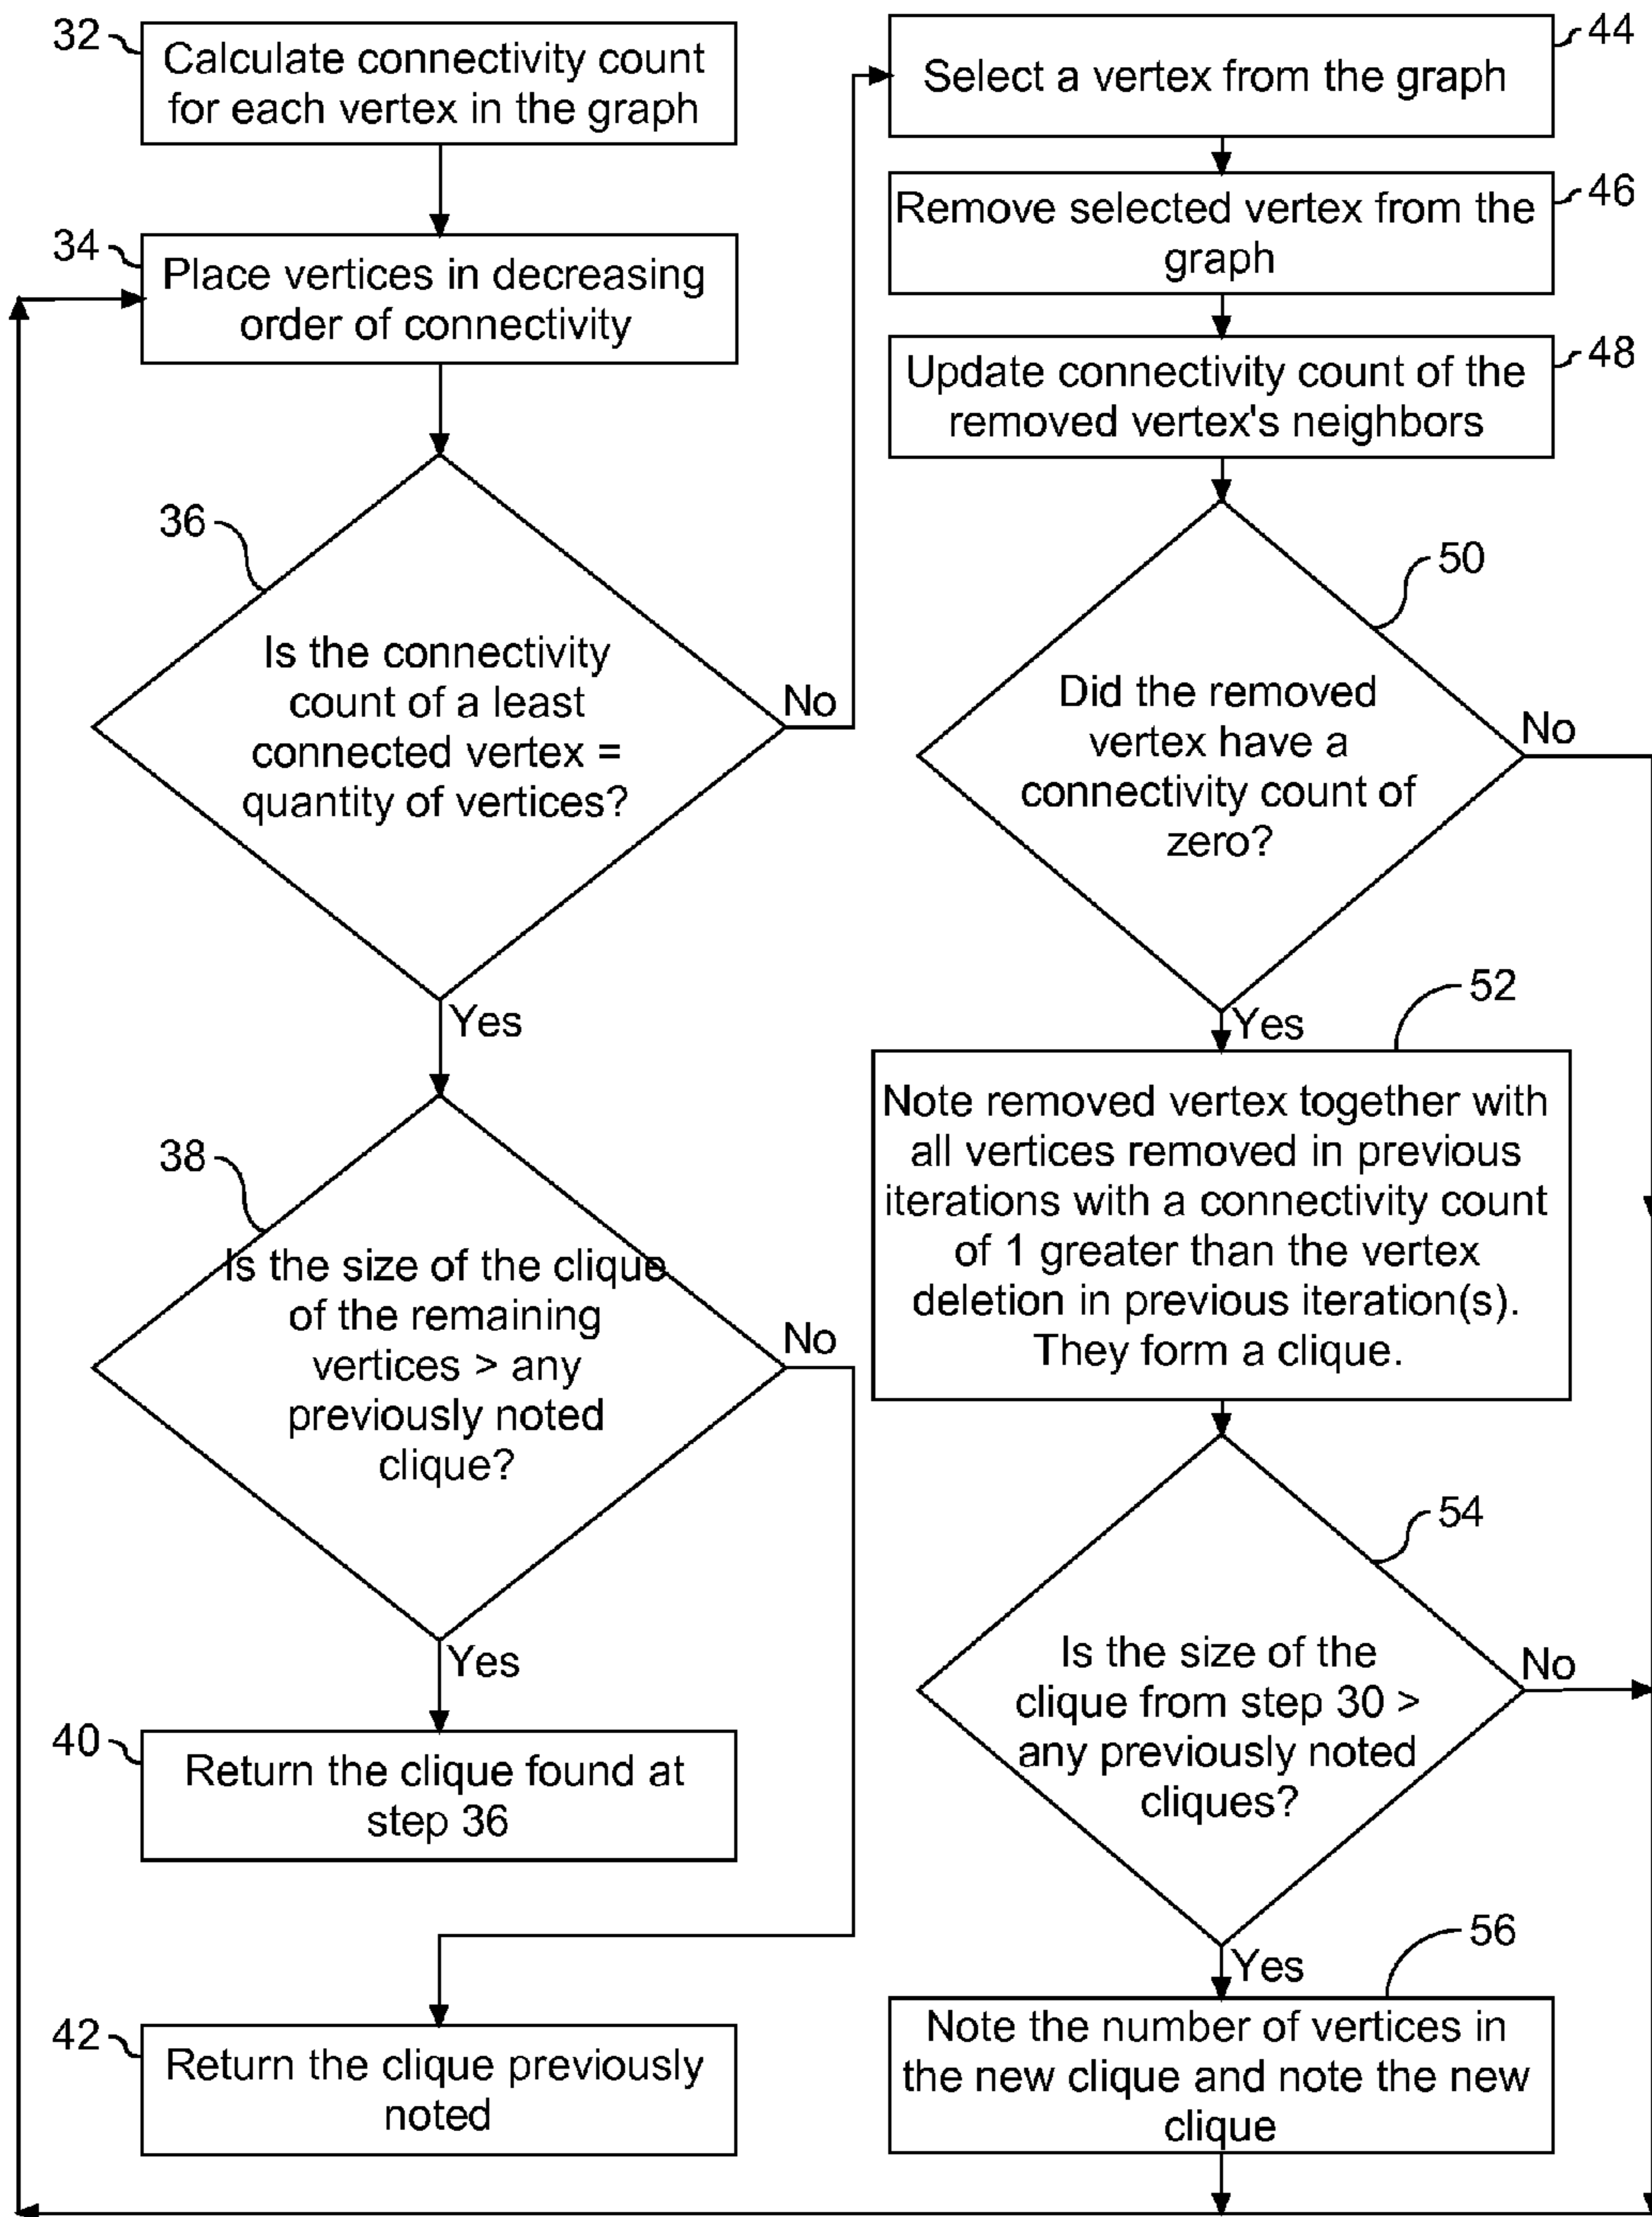 32
Calculate connectivity count
for each vertex in the graph
34
Place vertices in decreasing
order of connectivity
36
Is the connectivity
count of a least
connected vertex =
quantity of vertices?
No
Yes
38
Is the size of the clique
of the remaining
vertices > any
previously noted
clique?
No
Yes
40
Return the clique found at
step 36
42
Return the clique previously
noted
44
Select a vertex from the graph
46
Remove selected vertex from the
graph
48
Update connectivity count of the
removed vertex's neighbors
50
Did the removed
vertex have a
connectivity count of
zero?
No
Yes
52
Note removed vertex together with
all vertices removed in previous
iterations with a connectivity count
of 1 greater than the vertex
deletion in previous iteration(s).
They form a clique.
54
Is the size of the
clique from step 30 >
any previously noted
cliques?
No
Yes
56
Note the number of vertices in
the new clique and note the new
clique